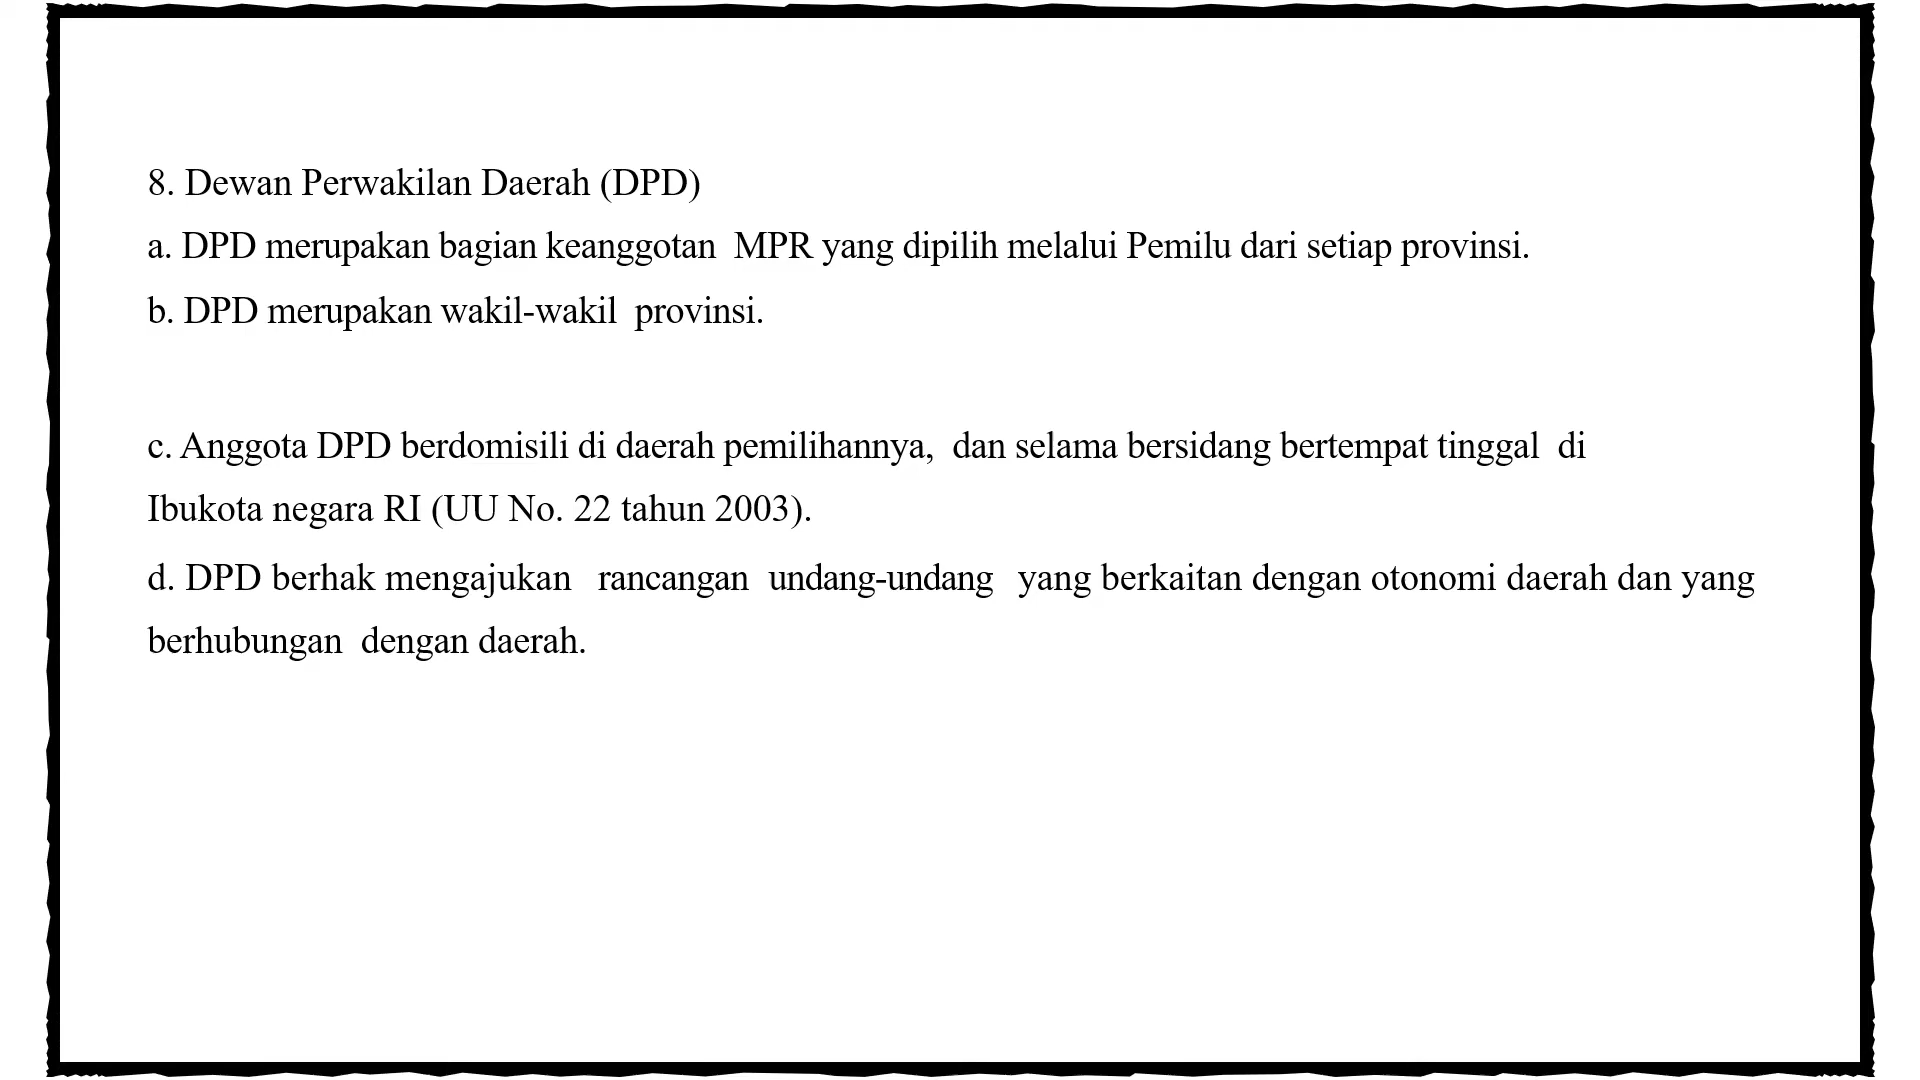 8. Dewan Perwakilan Daerah (DPD)
a. DPD merupakan bagian keanggotan MPR yang dipilih melalui Pemilu dari setiap provinsi.
b. DPD merupakan wakil-wakil provinsi.
c. Anggota DPD berdomisili di daerah pemilihannya, dan selama bersidang bertempat tinggal di
Ibukota negara RI (UU No. 22 tahun 2003).
d. DPD berhak mengajukan rancangan undang-undang yang berkaitan dengan otonomi daerah dan yang
berhubungan dengan daerah.